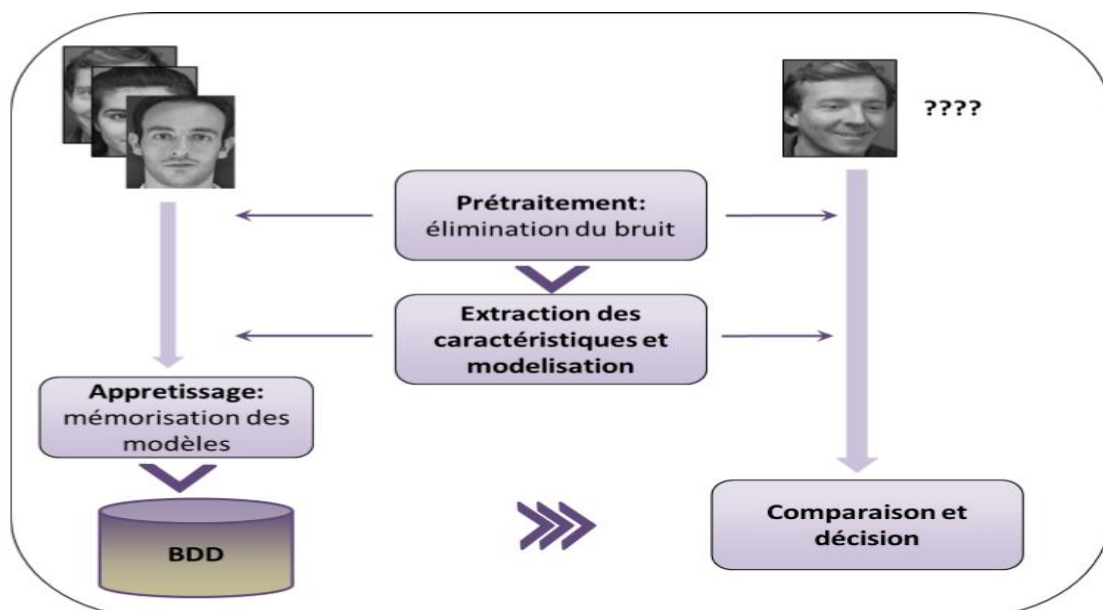 ????
Prétraitement:
élimination du bruit
Extraction des
caractéristiques et
modelisation
Appretissage:
mémorisation des
modèles
BDD
Comparaison et
décision